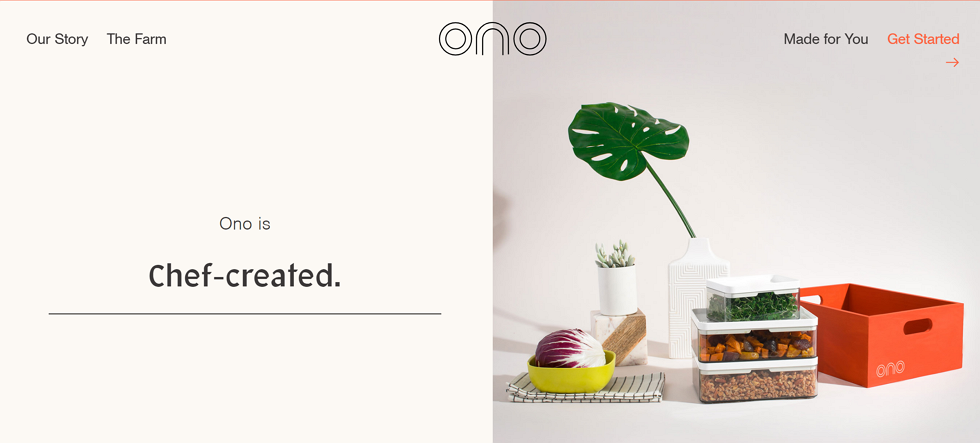 Our Story
The Farm
ono
Made for You
Get Started
Ono is
Chef-created.
ono